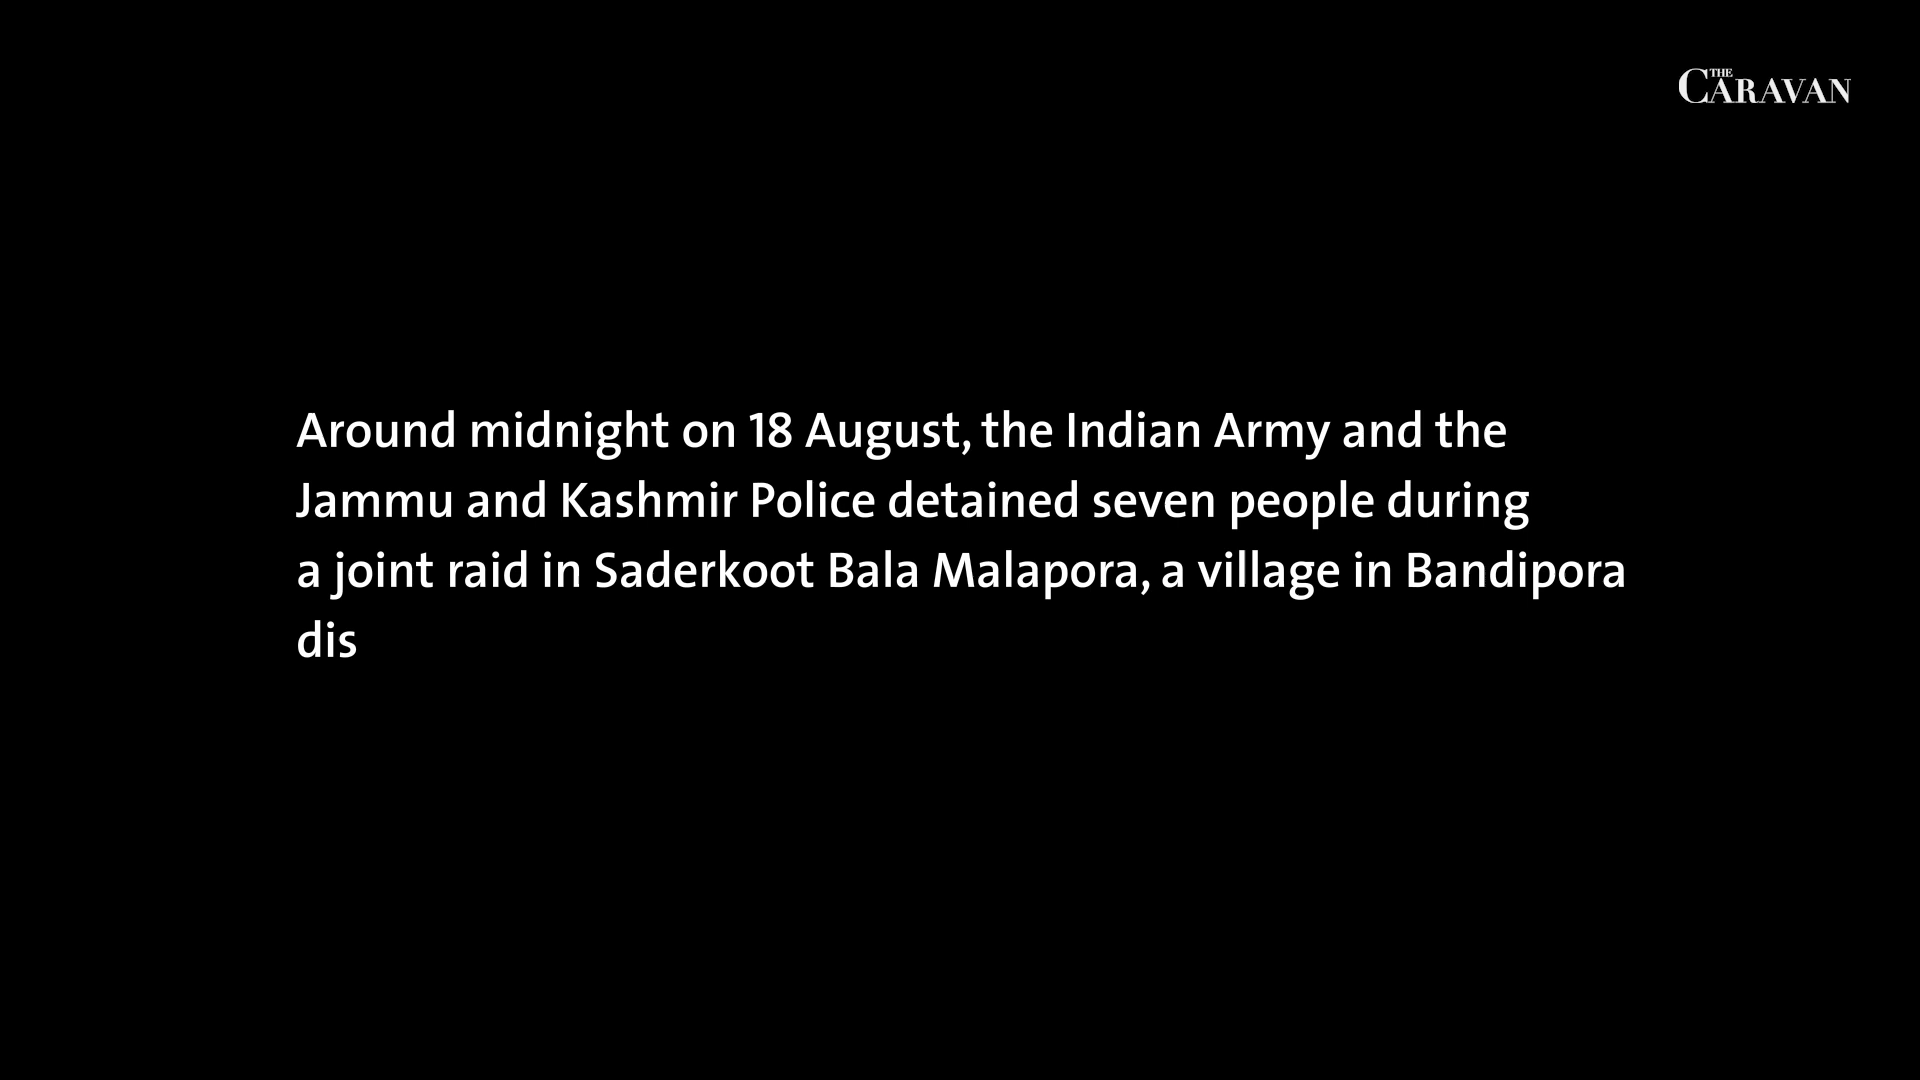 THE CARAVAN
Around midnight on 18 August, the Indian Army and the
Jammu and Kashmir Police detained seven people during
a joint raid in Saderkoot Bala Malapora, a village in Bandipora
dis